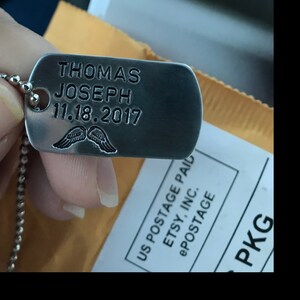 THOMAS
JOSEPH
11.18.2017
US POSTAGE PAID
ETSY, INC.
ePOSTAGE
PKG